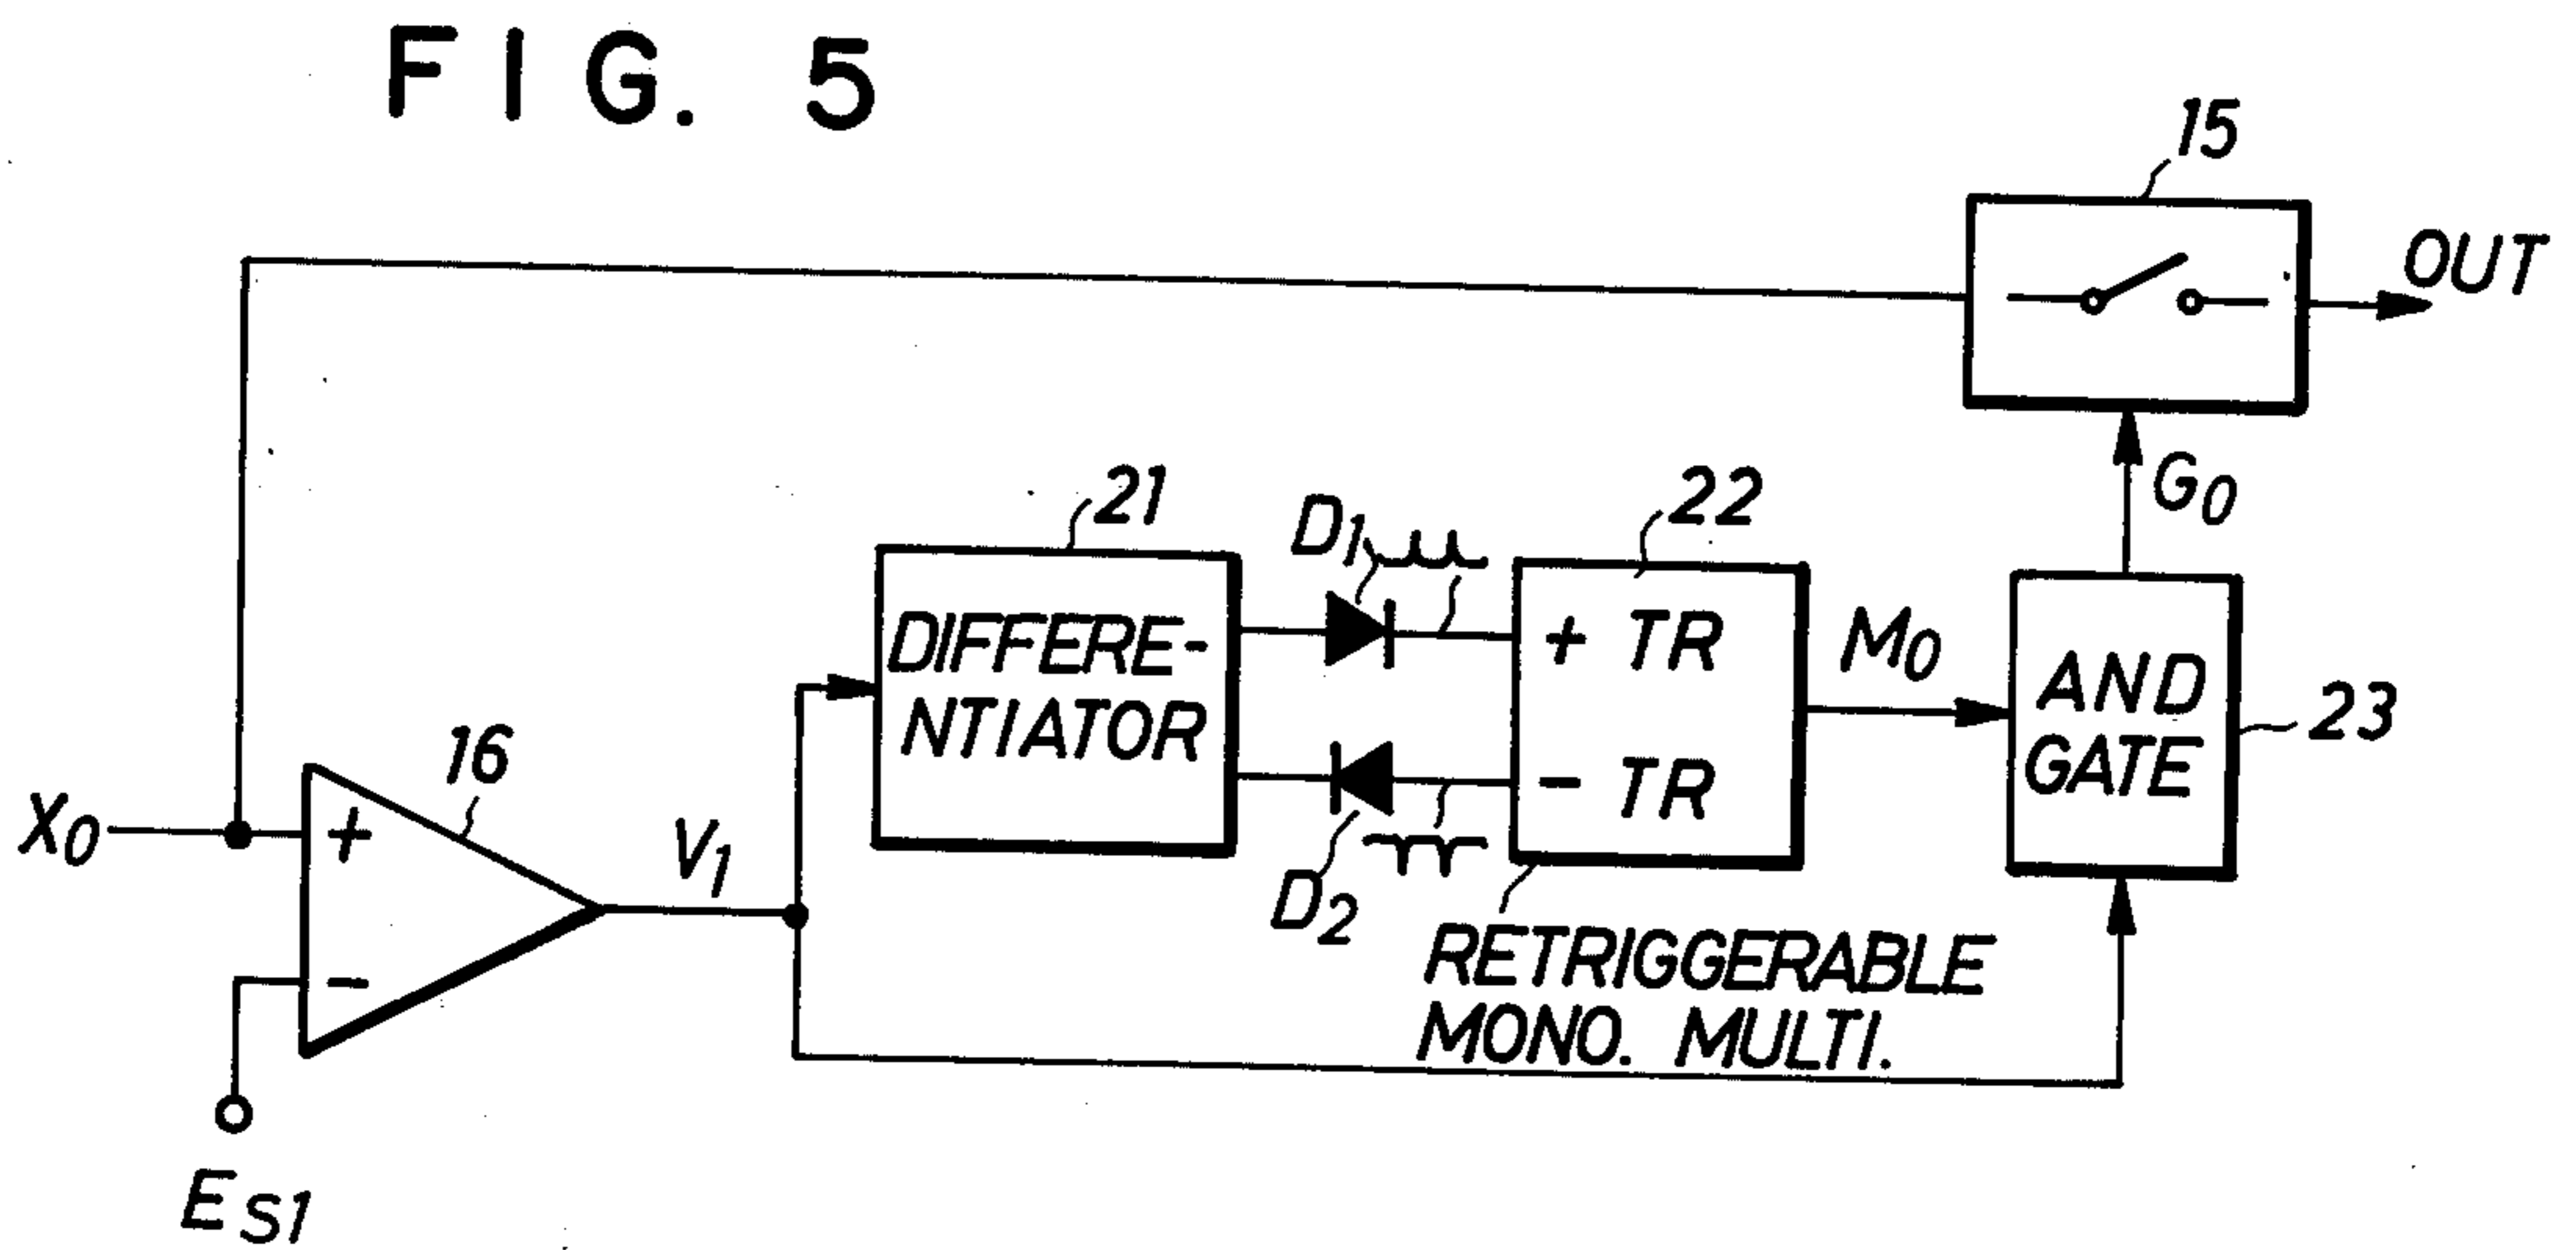 FIG. 5
15
OUT
G0
21
D1
22
DIFFERE-
NTIATOR
+ TR
- TR
M0
AND
GATE
23
16
X0
+
-
V1
D2
RETRIGGERABLE
MONO. MULTI.
ES1